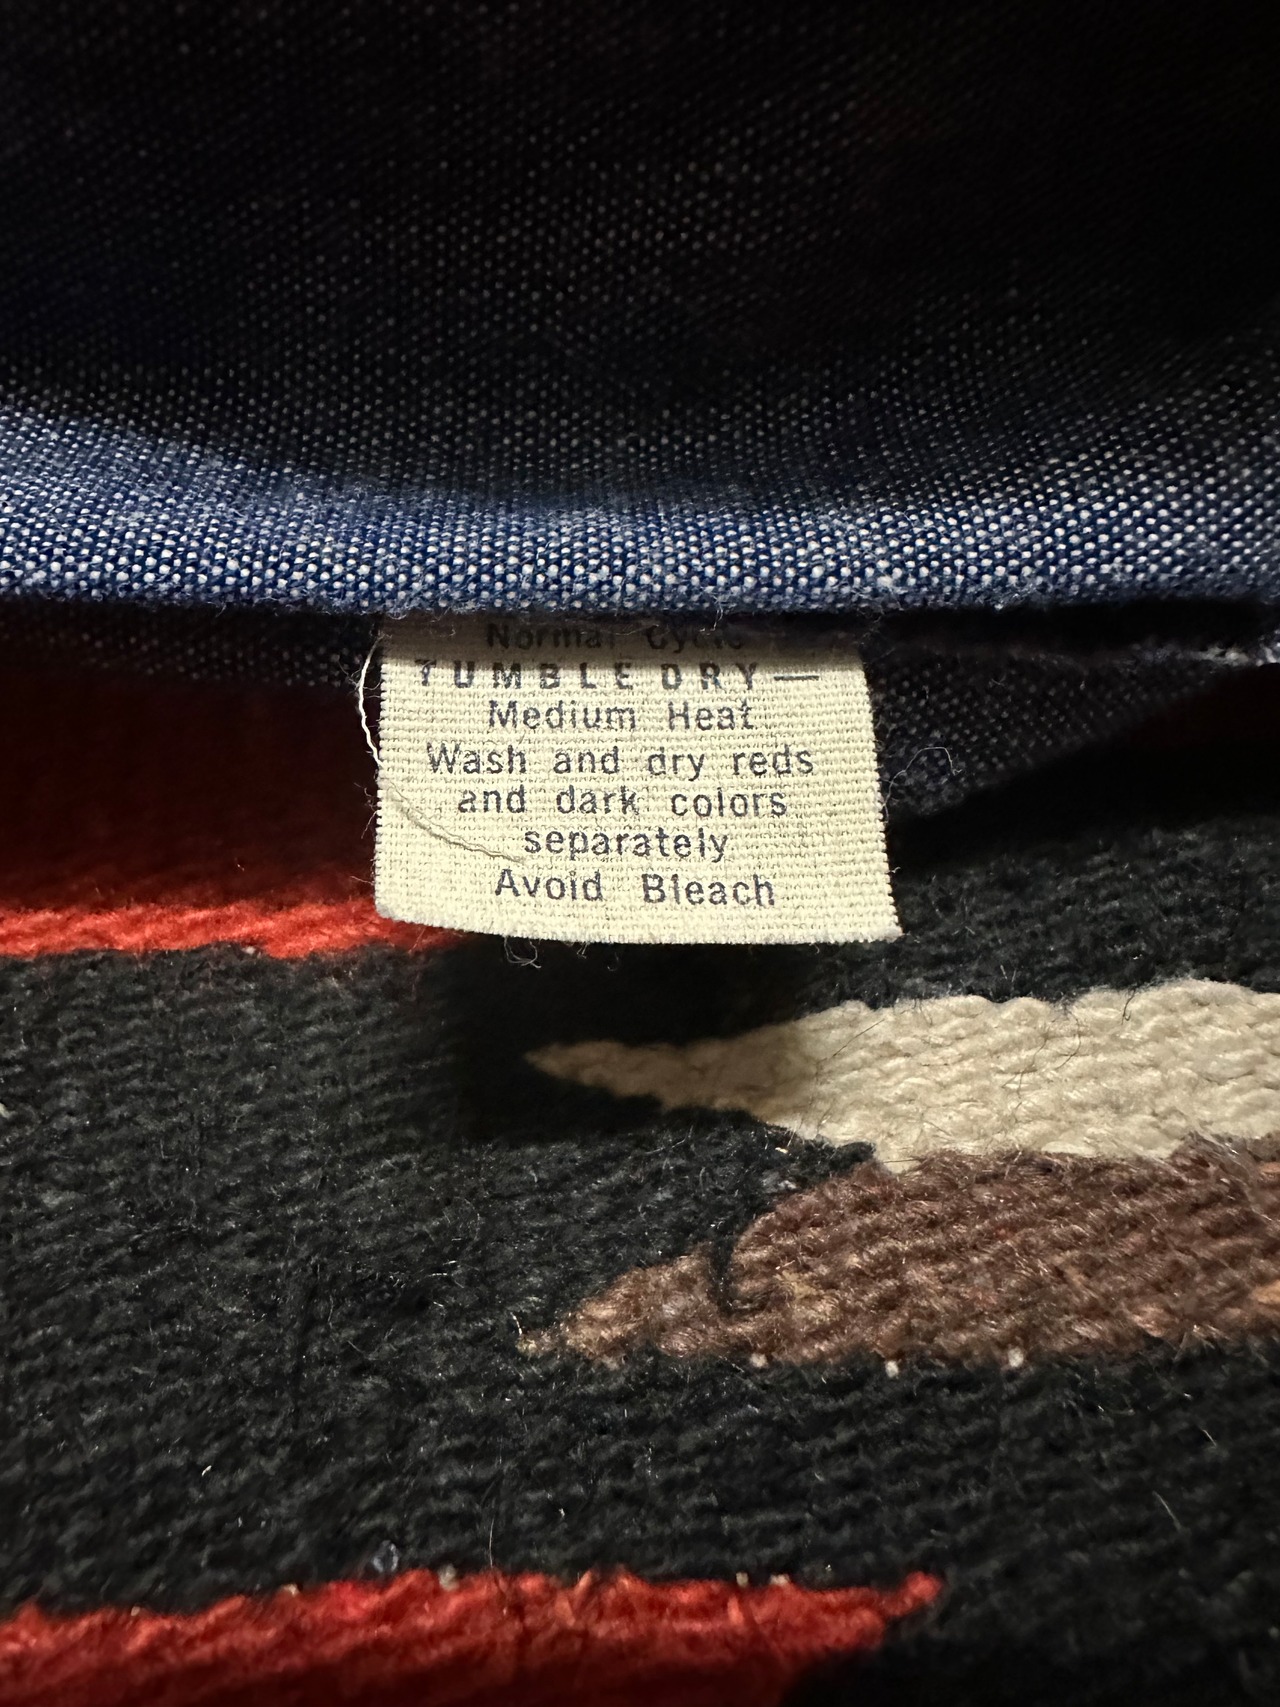 Normal Cycle
TUMBLE DRY—
Medium Heat
Wash and dry reds
and dark colors
separately
Avoid Bleach